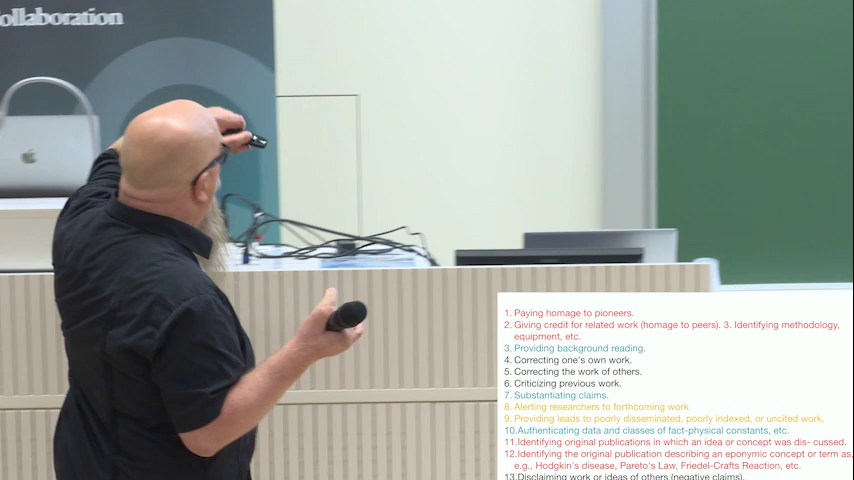 ollaboration
1. Paying homage to pioneers.
2. Giving credit for related work (homage to peers). 3. Identifying methodology,
equipment, etc.
3. Providing background reading.
4. Correcting one's own work.
5. Correcting the work of others.
6. Criticizing previous work.
7. Substantiating claims.
8. Alerting researchers to forthcoming work.
9. Providing leads to poorly disseminated, poorly indexed, or uncited work.
10.Authenticating data and classes of fact-physical constants, etc.
11.Identifying original publications in which an idea or concept was dis- cussed.
12.Identifying the original publication describing an eponymic concept or term as,
e.g., Hodgkin's disease, Pareto's Law, Friedel-Crafts Reaction, etc.
13.Disclaiming work or ideas of others (negative claims).